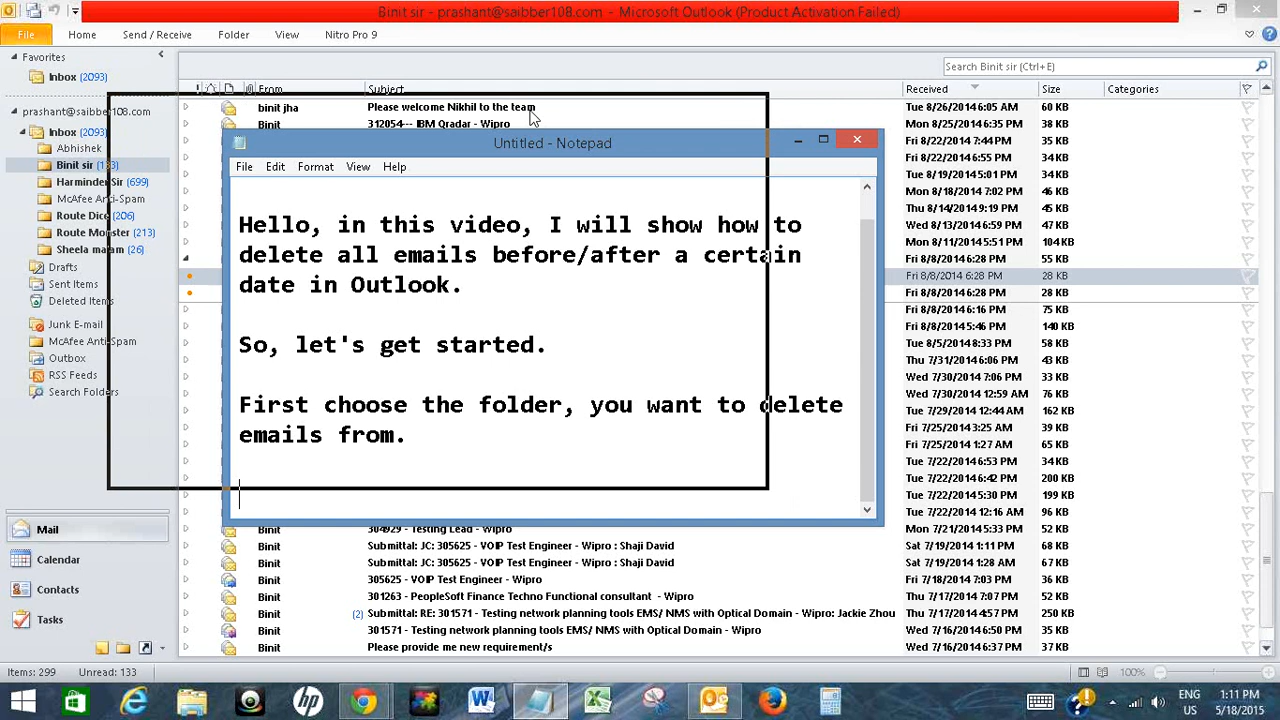 Binit sir - prashant@saibber108.com - Microsoft Outlook (Product Activation Failed)
File Home Send / Receive Folder View Nitro Pro 9
Favorites
Inbox (2093)
prashant@saibber108.com
Inbox (2093)
Abhishek
Binit sir (133)
Harminder Sir (699)
McAfee Anti-Spam
Route Dice (206)
Route Monster (213)
Sheela mam (26)
Drafts
Sent Items
Deleted Items
Junk E-mail
McAfee Anti-Spam
Outbox
RSS Feeds
Search Folders
Mail
Calendar
Contacts
Tasks
Search Binit sir (Ctrl+E)
From Subject Received Size Categories
binit jha Please welcome Nikhil to the team Tue 8/26/2014 6:05 AM 60 KB
Binit 312054--- IBM Qradar - Wipro Mon 8/25/2014 6:35 PM 38 KB
Fri 8/22/2014 7:44 PM 35 KB
Fri 8/22/2014 6:55 PM 34 KB
Tue 8/19/2014 5:01 PM 34 KB
Mon 8/18/2014 7:02 PM 46 KB
Thu 8/14/2014 9:19 PM 45 KB
Wed 8/13/2014 6:59 PM 47 KB
Mon 8/11/2014 5:51 PM 104 KB
Fri 8/8/2014 6:28 PM 55 KB
Fri 8/8/2014 6:28 PM 28 KB
Fri 8/8/2014 6:28 PM 28 KB
Fri 8/8/2014 6:16 PM 75 KB
Wed 8/6/2014 5:45 PM 140 KB
Tue 8/5/2014 8:33 PM 58 KB
Thu 7/31/2014 6:06 PM 43 KB
Wed 7/30/2014 7:06 PM 33 KB
Wed 7/30/2014 12:59 AM 76 KB
Tue 7/29/2014 12:44 AM 162 KB
Fri 7/25/2014 3:25 AM 39 KB
Fri 7/25/2014 1:27 AM 44 KB
Tue 7/22/2014 6:53 PM 34 KB
Tue 7/22/2014 6:42 PM 200 KB
Tue 7/22/2014 5:30 PM 199 KB
Tue 7/22/2014 12:16 AM 96 KB
Binit 304929 - Testing Lead - Wipro Mon 7/21/2014 5:33 PM 52 KB
Binit Submittal: JC: 305625 - VOIP Test Engineer - Wipro : Shaji David Sat 7/19/2014 1:11 PM 68 KB
Binit Submittal: JC: 305625 - VOIP Test Engineer - Wipro : Shaji David Sat 7/19/2014 1:28 AM 67 KB
Binit 305625 - VOIP Test Engineer - Wipro Fri 7/18/2014 7:03 PM 36 KB
Binit 301263 - PeopleSoft Finance Techno Functional consultant - Wipro Thu 7/17/2014 7:07 PM 52 KB
Binit (2) Submittal: RE: 301571 - Testing network planning tools EMS/ NMS with Optical Domain - Wipro: Jackie Zhou Thu 7/17/2014 4:57 PM 250 KB
Binit 301571 - Testing network planning tools EMS/ NMS with Optical Domain - Wipro Wed 7/16/2014 6:50 PM 35 KB
Binit Please provide me new requirement/s Wed 7/16/2014 6:37 PM 37 KB
Untitled - Notepad
File Edit Format View Help
Hello, in this video, I will show how to
delete all emails before/after a certain
date in Outlook.
So, let's get started.
First choose the folder, you want to delete
emails from.
Items: 299 Unread: 133 100%
ENG 1:11 PM
US 5/18/2015